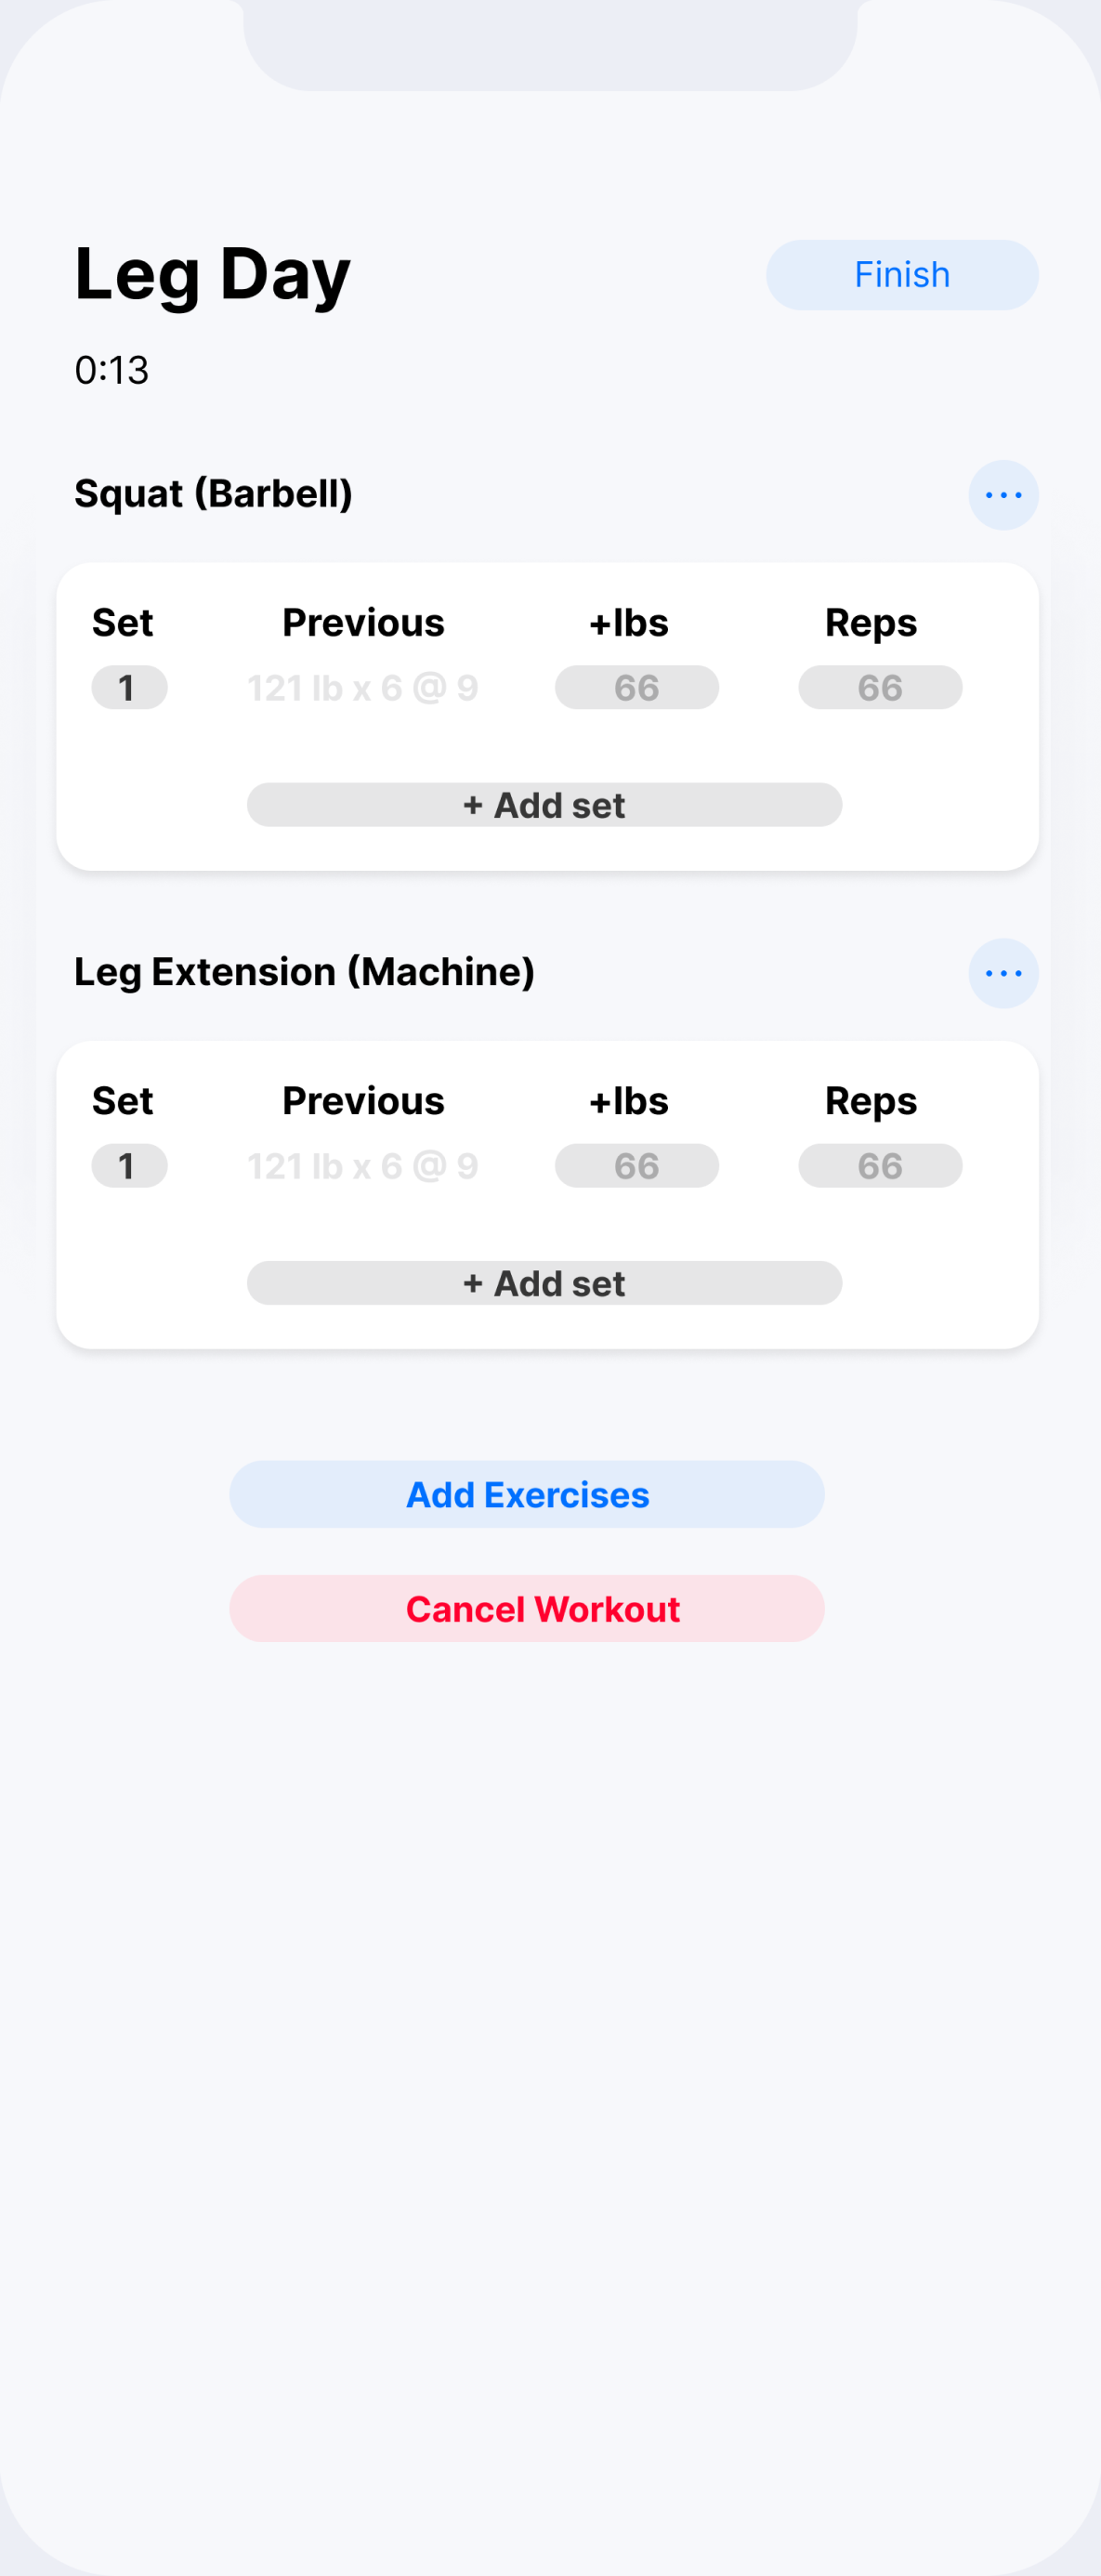 Leg Day
Finish
0:13
Squat (Barbell)
...
Set Previous +lbs Reps
1 121 lb x 6 @ 9 66 66
+ Add set
Leg Extension (Machine)
...
Set Previous +lbs Reps
1 121 lb x 6 @ 9 66 66
+ Add set
Add Exercises
Cancel Workout